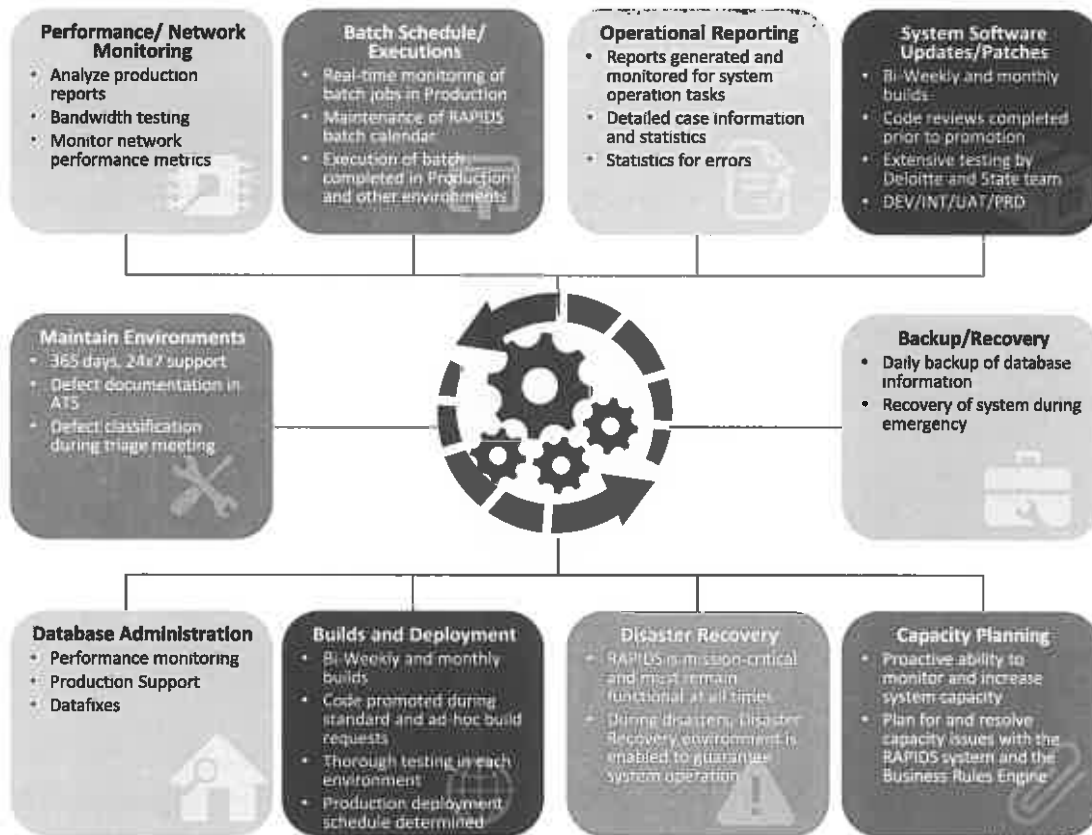 Performance/ Network
Monitoring
• Analyze production
reports
• Bandwidth testing
• Monitor network
performance metrics
Batch Schedule/
Executions
• Real-time monitoring of
batch jobs in Production
• Maintenance of RAPIDS
batch calendar
• Execution of batch
completed in Production
and other environments
Operational Reporting
• Reports generated and
monitored for system
operation tasks
• Detailed case information
and statistics
• Statistics for errors
System Software
Updates/Patches
• Bi-Weekly and monthly
builds
• Code reviews completed
prior to promotion
• Extensive testing by
Deloitte and State team
• DEV/INT/UAT/PRD
Maintain Environments
• 365 days, 24x7 support
• Defect documentation in
ATS
• Defect classification
during triage meeting
Backup/Recovery
• Daily backup of database
information
• Recovery of system during
emergency
Database Administration
• Performance monitoring
• Production Support
• Datafixes
Builds and Deployment
• Bi-Weekly and monthly
builds
• Code promoted during
standard and ad hoc build
requests
• Thorough testing in each
environment
• Production deployment
schedule determined
Disaster Recovery
• RAPIDS is mission-critical
and must remain
functional at all times
• During disasters, Disaster
Recovery environment is
enabled to guarantee
system operation
Capacity Planning
• Proactive ability to
monitor and increase
system capacity
• Plan for and resolve
capacity issues with the
RAPIDS system and the
Business Rules Engine